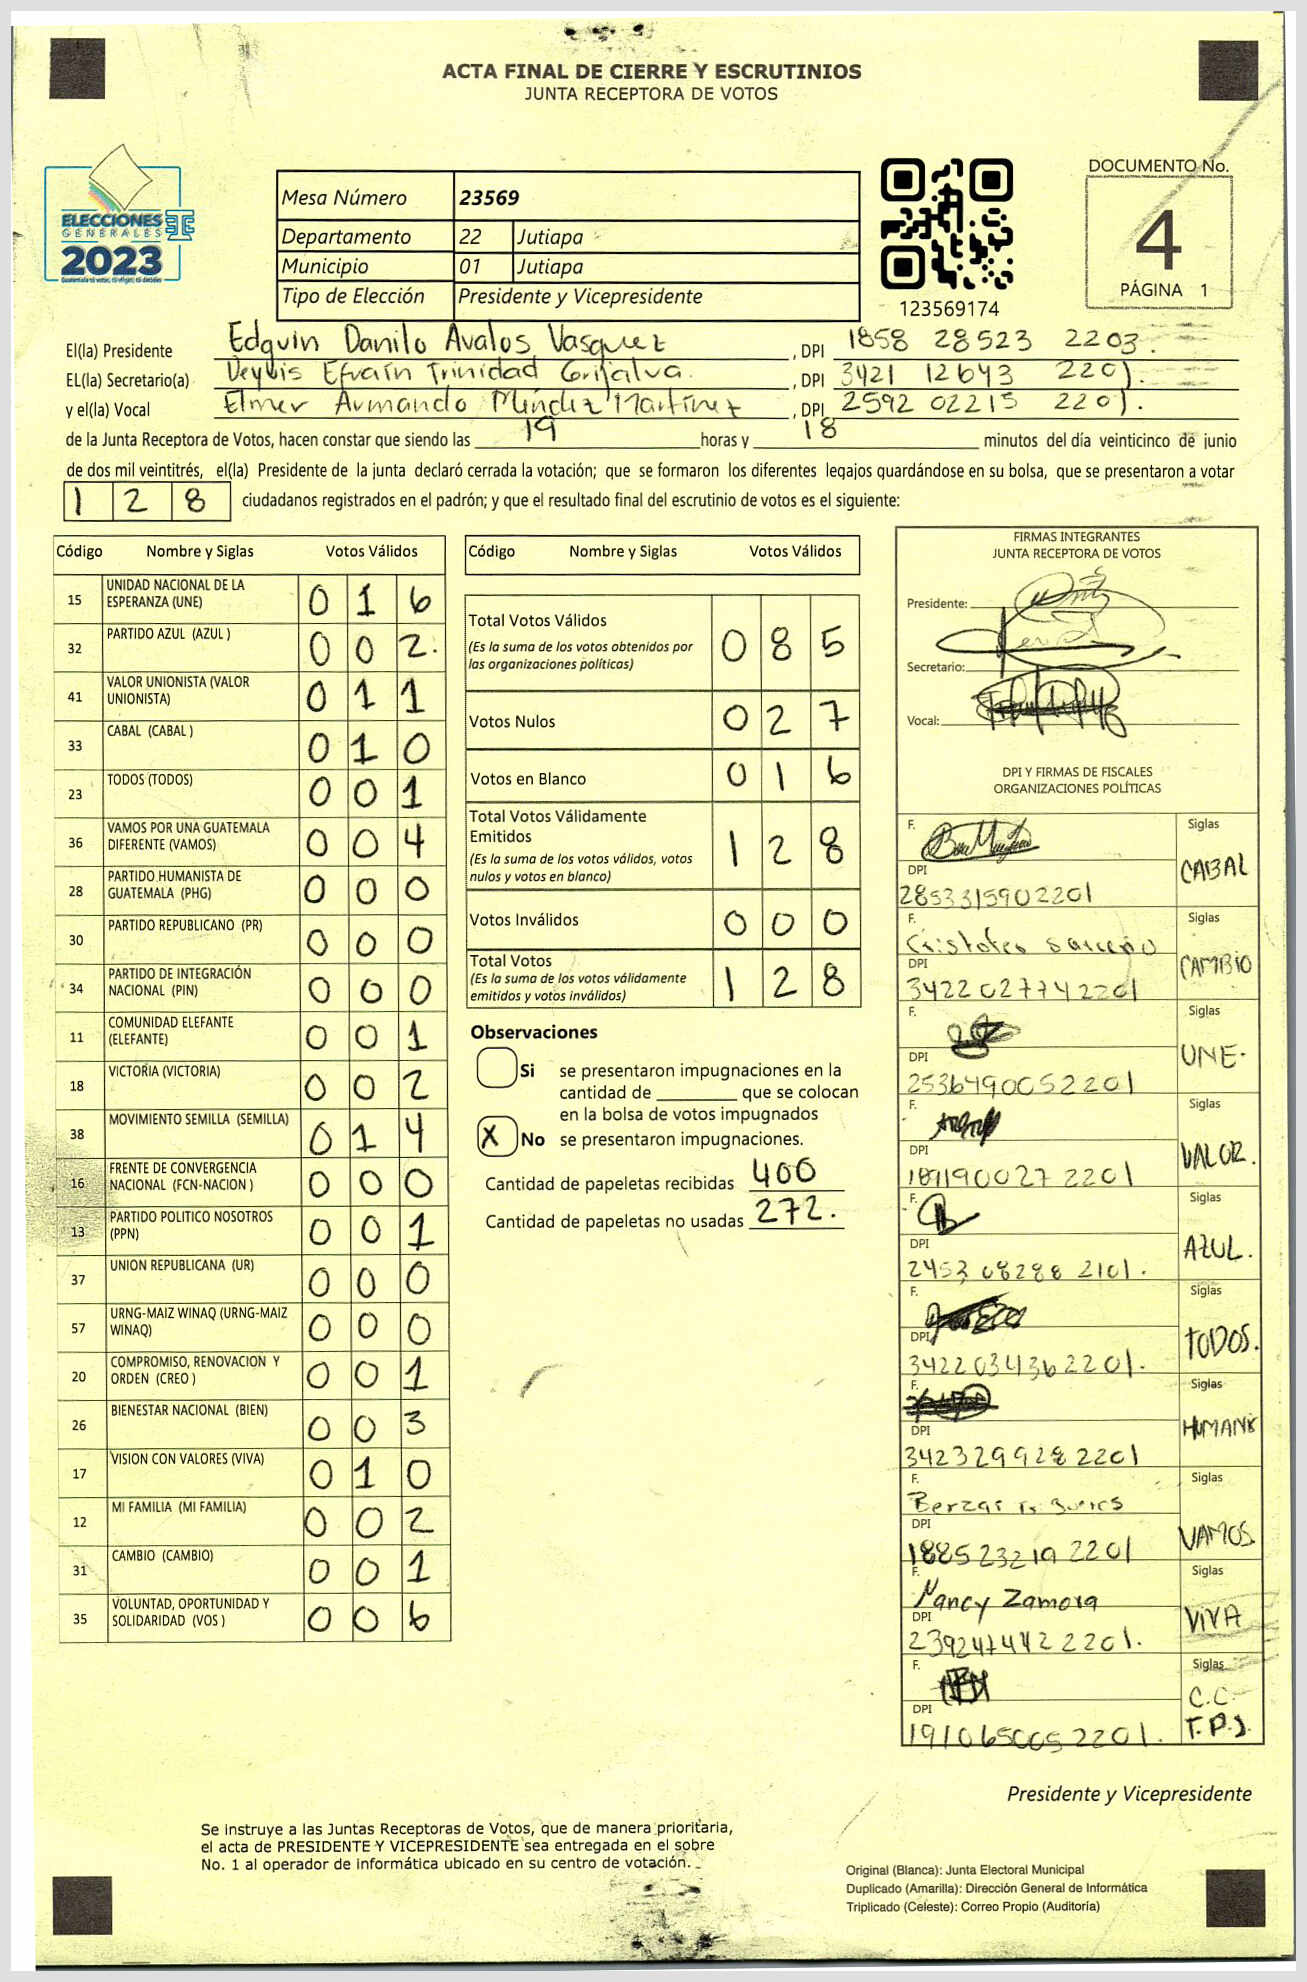 ACTA FINAL DE CIERRE Y ESCRUTINIOS
JUNTA RECEPTORA DE VOTOS
ELECCIONES
GENERALES
2023
Mesa Número 23569
Departamento 22 Jutiapa
Municipio 01 Jutiapa
Tipo de Elección Presidente y Vicepresidente
123569174
DOCUMENTO No.
4
PÁGINA 1
El(la) Presidente Edguin Danilo Avalos Vasquez, DPI 1858 28523 2203.
EL(la) Secretario(a) Deybis Efraín Trinidad Grijalva., DPI 3421 12643 2201.
y el(la) Vocal Elmer Armando Méndez Martínez, DPI 2592 02215 2201.
de la Junta Receptora de Votos, hacen constar que siendo las 19 horas y 18 minutos del día veinticinco de junio
de dos mil veintitrés, el(la) Presidente de la junta declaró cerrada la votación; que se formaron los diferentes legajos guardándose en su bolsa, que se presentaron a votar
1 2 8 ciudadanos registrados en el padrón; y que el resultado final del escrutinio de votos es el siguiente:
Código Nombre y Siglas Votos Válidos
15 UNIDAD NACIONAL DE LA ESPERANZA (UNE) 0 1 6
32 PARTIDO AZUL (AZUL ) 0 0 2.
41 VALOR UNIONISTA (VALOR UNIONISTA) 0 1 1
33 CABAL (CABAL ) 0 1 0
23 TODOS (TODOS) 0 0 1
36 VAMOS POR UNA GUATEMALA DIFERENTE (VAMOS) 0 0 4
28 PARTIDO HUMANISTA DE GUATEMALA (PHG) 0 0 0
30 PARTIDO REPUBLICANO (PR) 0 0 0
34 PARTIDO DE INTEGRACIÓN NACIONAL (PIN) 0 0 0
11 COMUNIDAD ELEFANTE (ELEFANTE) 0 0 1
18 VICTORIA (VICTORIA) 0 0 2
38 MOVIMIENTO SEMILLA (SEMILLA) 0 1 4
16 FRENTE DE CONVERGENCIA NACIONAL (FCN-NACION ) 0 0 0
13 PARTIDO POLITICO NOSOTROS (PPN) 0 0 1
37 UNION REPUBLICANA (UR) 0 0 0
57 URNG-MAIZ WINAQ (URNG-MAIZ WINAQ) 0 0 0
20 COMPROMISO, RENOVACION Y ORDEN (CREO ) 0 0 1
26 BIENESTAR NACIONAL (BIEN) 0 0 3
17 VISION CON VALORES (VIVA) 0 1 0
12 MI FAMILIA (MI FAMILIA) 0 0 2
31 CAMBIO (CAMBIO) 0 0 1
35 VOLUNTAD, OPORTUNIDAD Y SOLIDARIDAD (VOS ) 0 0 6
Código Nombre y Siglas Votos Válidos
Total Votos Válidos 0 8 5
(Es la suma de los votos obtenidos por
las organizaciones políticas)
Votos Nulos 0 2 7
Votos en Blanco 0 1 6
Total Votos Válidamente
Emitidos 1 2 8
(Es la suma de los votos válidos, votos
nulos y votos en blanco)
Votos Inválidos 0 0 0
Total Votos 1 2 8
(Es la suma de los votos válidamente
emitidos y votos inválidos)
Observaciones
Si se presentaron impugnaciones en la
cantidad de ________ que se colocan
en la bolsa de votos impugnados
X No se presentaron impugnaciones.
Cantidad de papeletas recibidas 400
Cantidad de papeletas no usadas 272.
FIRMAS INTEGRANTES
JUNTA RECEPTORA DE VOTOS
Presidente:
Secretario:
Vocal:
DPI Y FIRMAS DE FISCALES
ORGANIZACIONES POLÍTICAS
F. Siglas
DPI CABAL
2853315902201
F. Siglas
DPI CAMBIO
3422027742201
F. Siglas
DPI UNE.
2536490052201
F. Siglas
DPI VALOR.
F. Siglas
DPI AZUL.
2453 08288 2101.
F. Siglas
DPI TODOS.
3422034362201.
F. Siglas
DPI
3423299282201
F. Siglas
DPI VAMOS.
188523219 2201
F. Nancy Zamora Siglas
DPI VIVA
2392474422201.
F. Siglas
DPI C.C.
1910650052201. T.P.J.
Presidente y Vicepresidente
Se instruye a las Juntas Receptoras de Votos, que de manera prioritaria,
el acta de PRESIDENTE Y VICEPRESIDENTE sea entregada en el sobre
No. 1 al operador de informática ubicado en su centro de votación.
Original (Blanca): Junta Electoral Municipal
Duplicado (Amarilla): Dirección General de Informática
Triplicado (Celeste): Correo Propio (Auditoría)